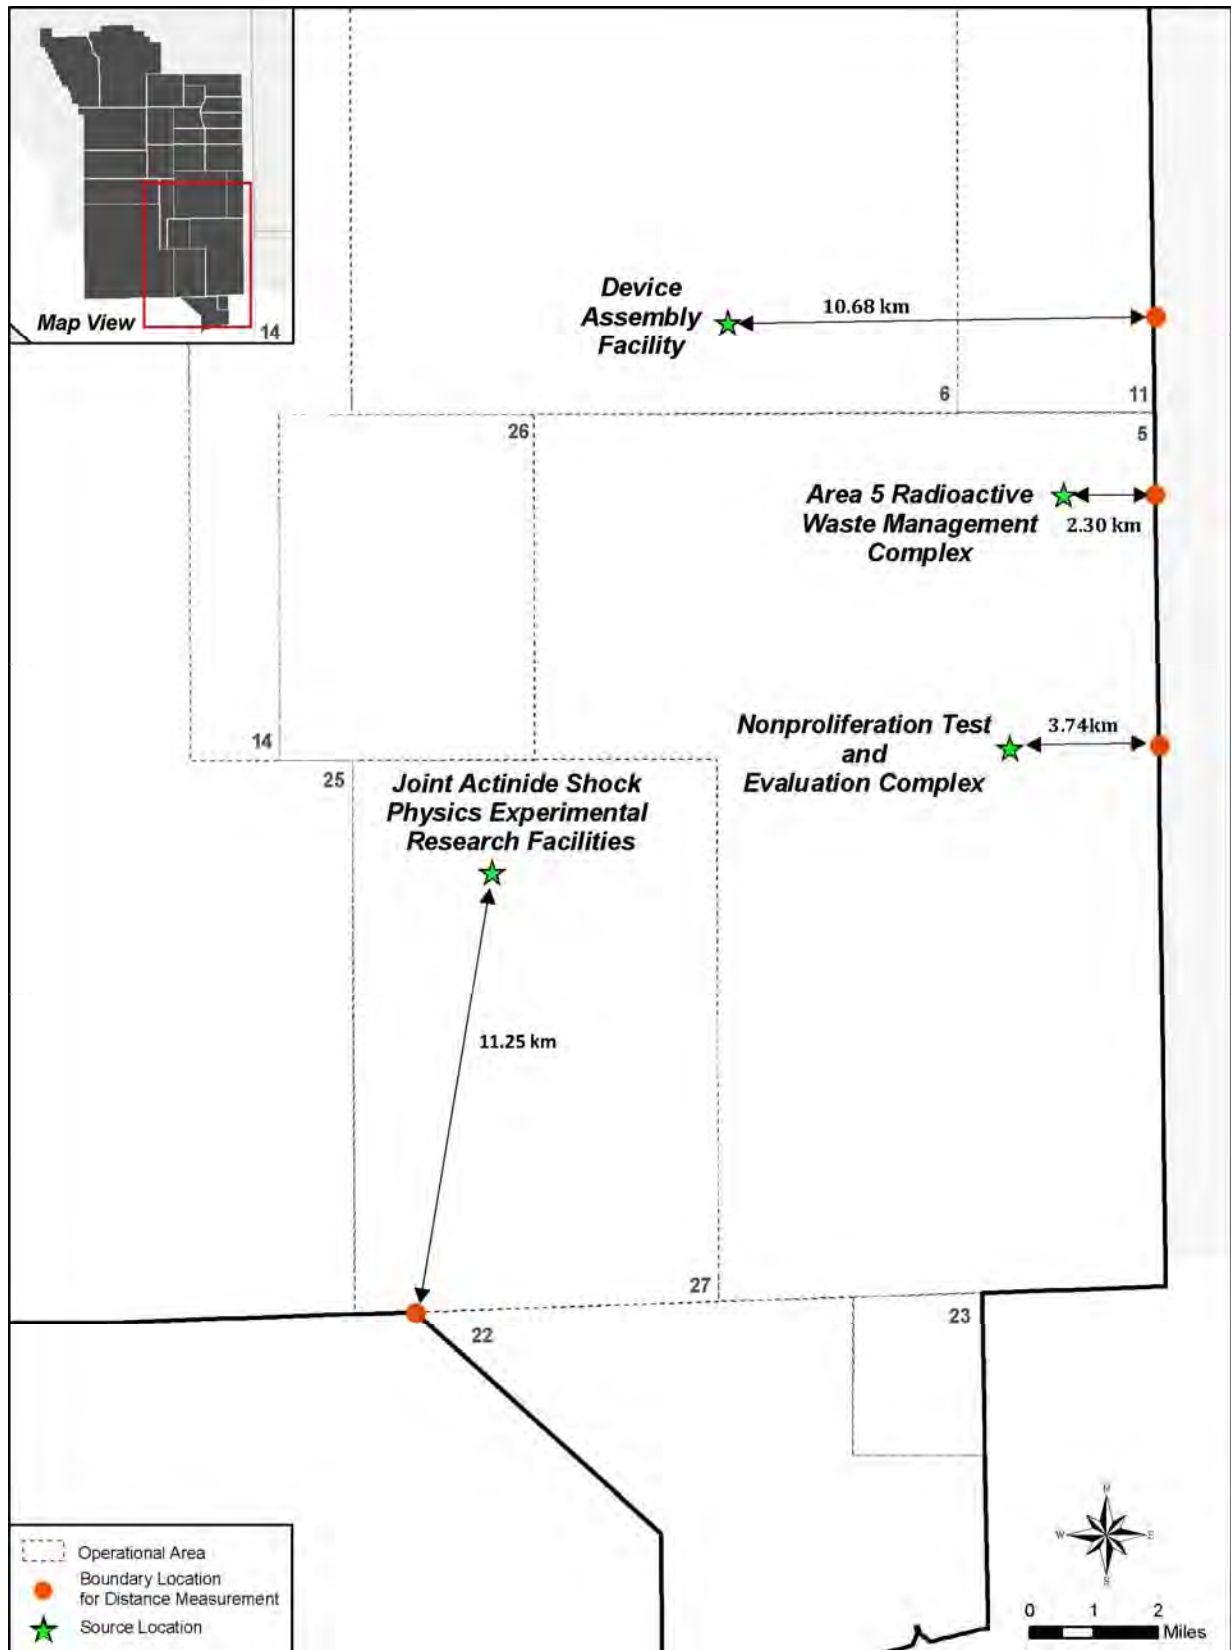 Map View
14
Device
Assembly
Facility
10.68 km
6
11
26
5
Area 5 Radioactive
Waste Management
Complex
2.30 km
Nonproliferation Test
and
Evaluation Complex
3.74km
14
25
Joint Actinide Shock
Physics Experimental
Research Facilities
11.25 km
27
22
23
Operational Area
Boundary Location
for Distance Measurement
Source Location
N
W
E
S
0 1 2
Miles